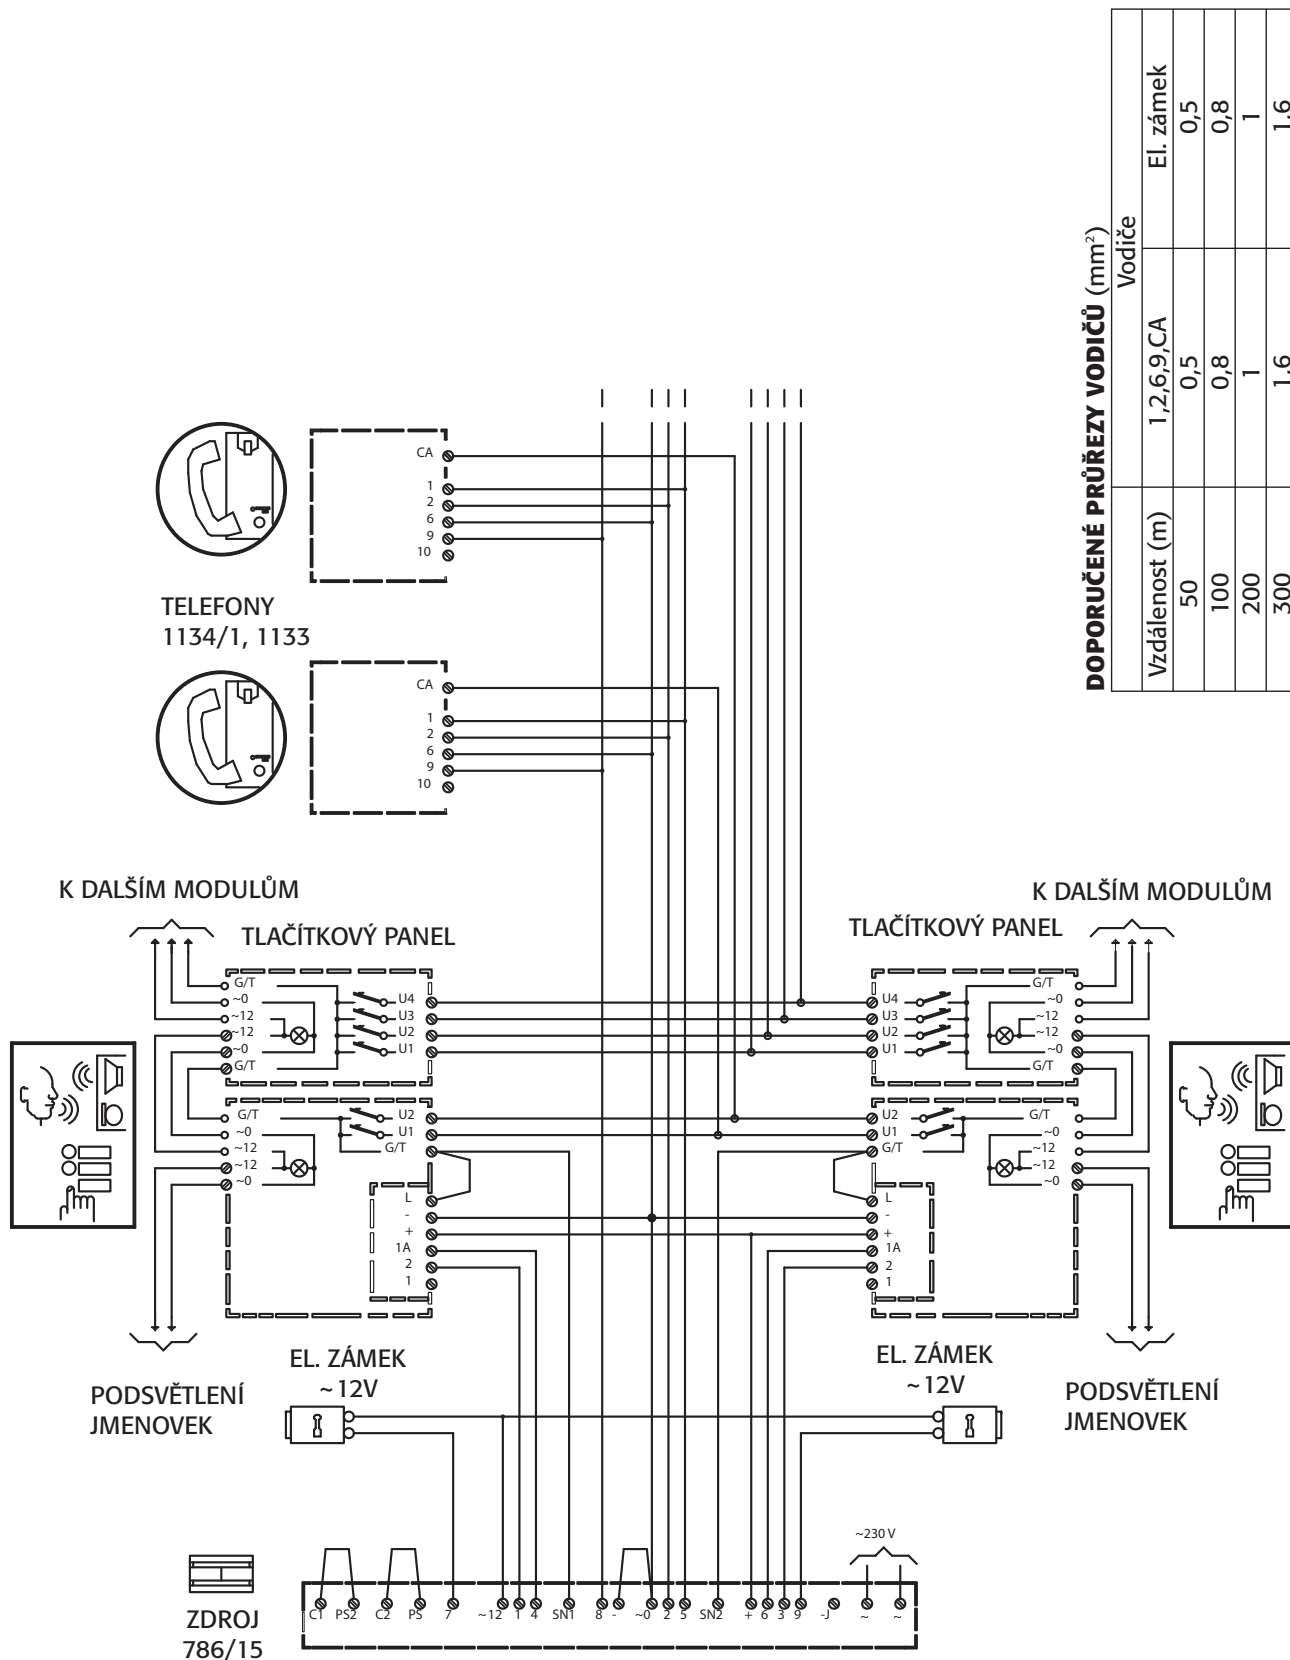 DOPORUČENÉ PRŮŘEZY VODIČŮ (mm²)
Vodiče
Vzdálenost (m) 1,2,6,9,CA El. zámek
50 0,5 0,5
100 0,8 0,8
200 1 1
300 1,6 1,6
CA
1
2
6
9
10
TELEFONY
1134/1, 1133
CA
1
2
6
9
10
K DALŠÍM MODULŮM
TLAČÍTKOVÝ PANEL
G/T
~0
~12
~12
~0
G/T
U4
U3
U2
U1
G/T
~0
~12
~12
~0
U2
U1
G/T
L
-
+
1A
2
1
PODSVĚTLENÍ
JMENOVEK
EL. ZÁMEK
~12V
K DALŠÍM MODULŮM
TLAČÍTKOVÝ PANEL
U4
U3
U2
U1
G/T
~0
~12
~12
~0
G/T
U2
U1
G/T
G/T
~0
~12
~12
~0
L
-
+
1A
2
1
EL. ZÁMEK
~12V
PODSVĚTLENÍ
JMENOVEK
~230 V
ZDROJ
786/15
C1 PS2 C2 PS 7 ~12 1 4 SN1 8 - ~0 2 5 SN2 + 6 3 9 -J ~ ~